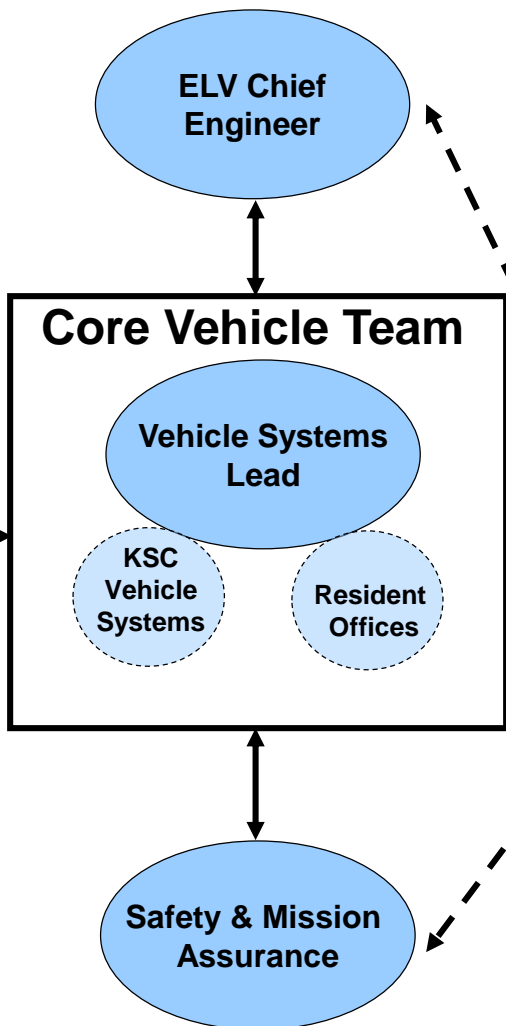 ELV Chief
Engineer
Core Vehicle Team
Vehicle Systems
Lead
KSC
Vehicle
Systems
Resident
Offices
Safety & Mission
Assurance